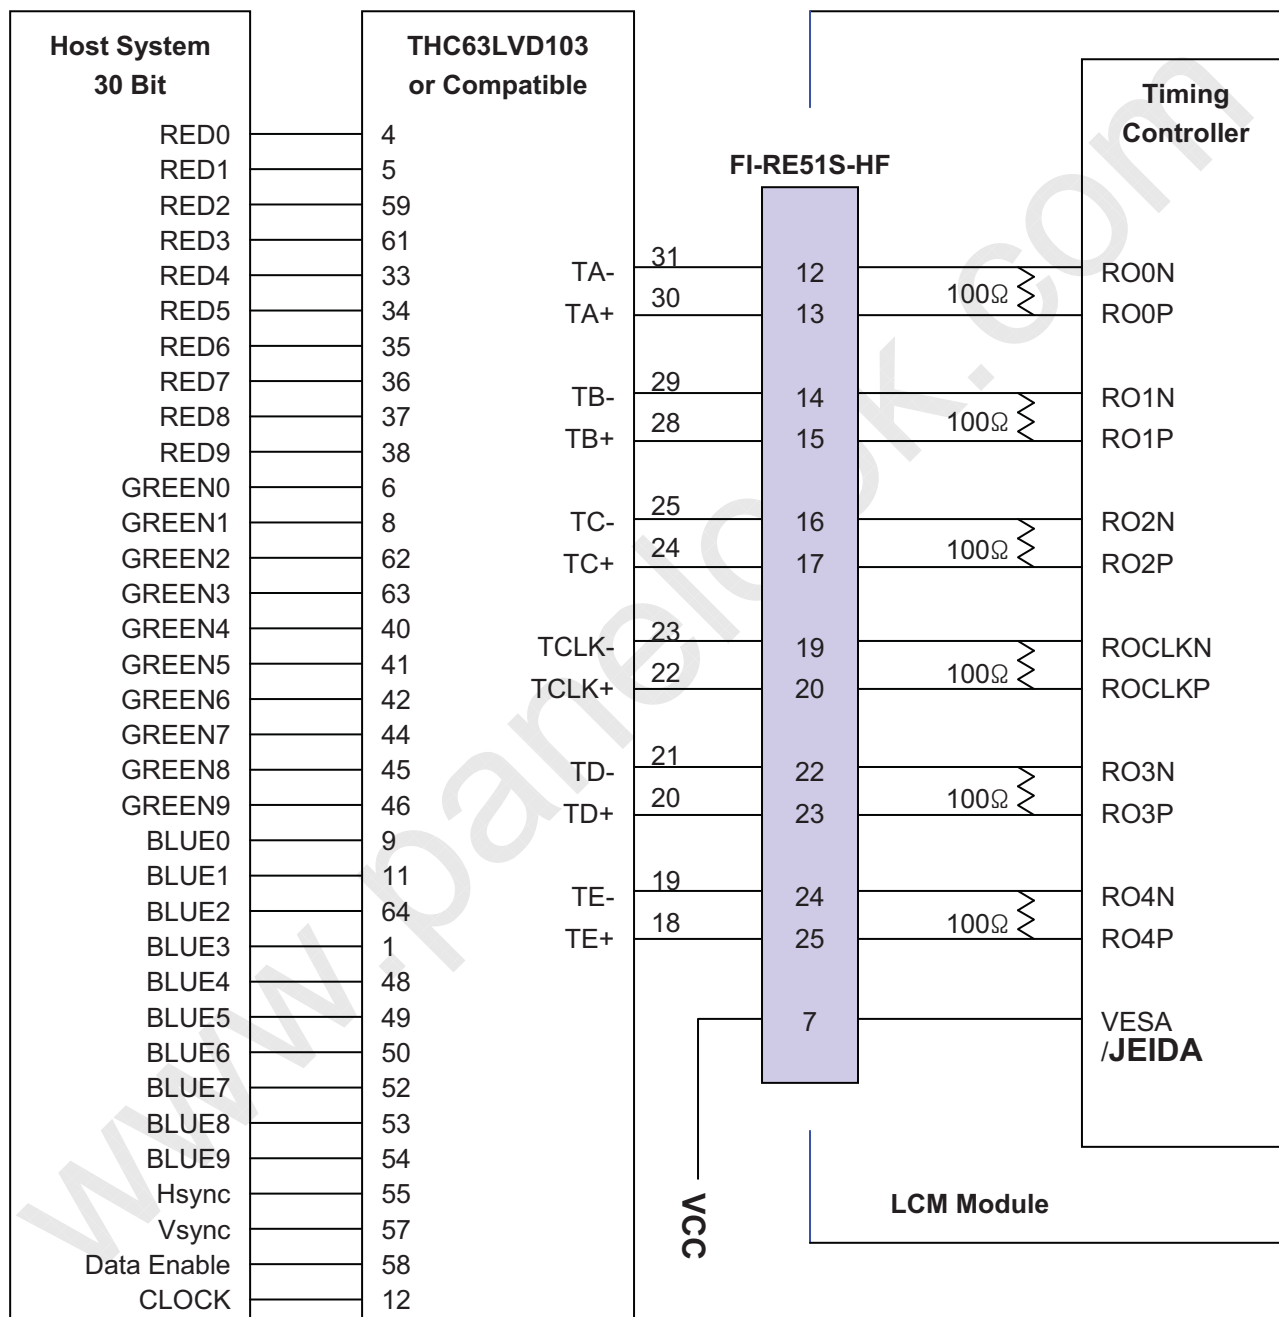 Host System
30 Bit
RED0
RED1
RED2
RED3
RED4
RED5
RED6
RED7
RED8
RED9
GREEN0
GREEN1
GREEN2
GREEN3
GREEN4
GREEN5
GREEN6
GREEN7
GREEN8
GREEN9
BLUE0
BLUE1
BLUE2
BLUE3
BLUE4
BLUE5
BLUE6
BLUE7
BLUE8
BLUE9
Hsync
Vsync
Data Enable
CLOCK
THC63LVD103
or Compatible
4
5
59
61
33
34
35
36
37
38
6
8
62
63
40
41
42
44
45
46
9
11
64
1
48
49
50
52
53
54
55
57
58
12
TA-
TA+
TB-
TB+
TC-
TC+
TCLK-
TCLK+
TD-
TD+
TE-
TE+
31
30
29
28
25
24
23
22
21
20
19
18
VCC
FI-RE51S-HF
12
13
14
15
16
17
19
20
22
23
24
25
7
100Ω
100Ω
100Ω
100Ω
100Ω
100Ω
Timing
Controller
RO0N
RO0P
RO1N
RO1P
RO2N
RO2P
ROCLKN
ROCLKP
RO3N
RO3P
RO4N
RO4P
VESA
/JEIDA
LCM Module
www.panelook.com